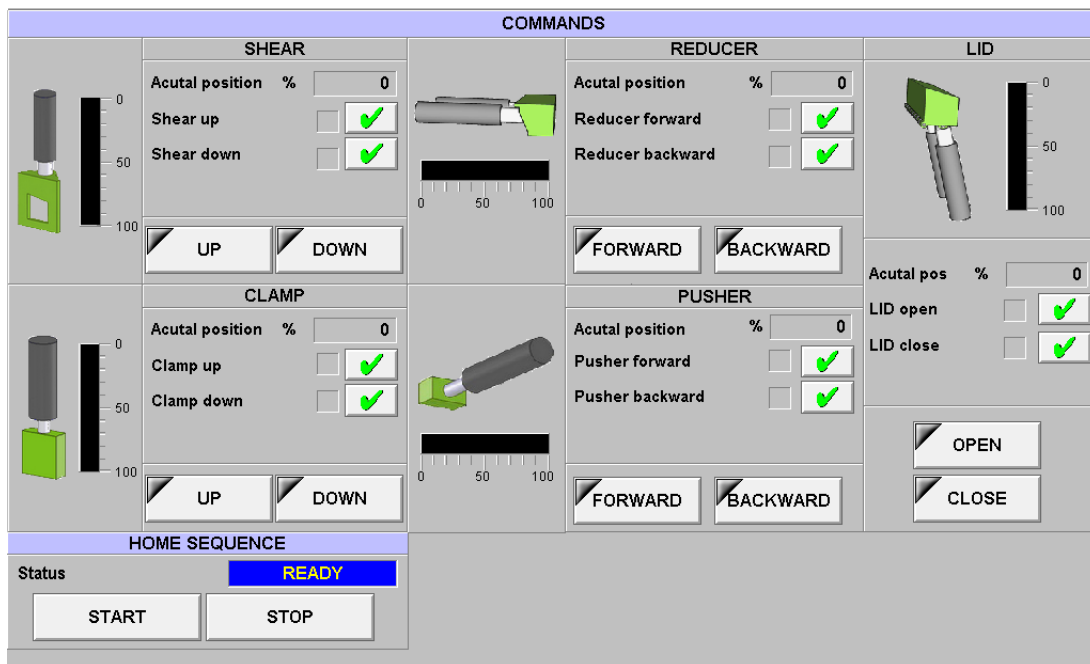 COMMANDS
SHEAR
Acutal position % 0
Shear up
Shear down
0
50
100
UP DOWN
REDUCER
Acutal position % 0
Reducer forward
Reducer backward
0 50 100
FORWARD BACKWARD
LID
0
50
100
Acutal pos % 0
LID open
LID close
OPEN
CLOSE
CLAMP
Acutal position % 0
Clamp up
Clamp down
0
50
100
UP DOWN
PUSHER
Acutal position % 0
Pusher forward
Pusher backward
0 50 100
FORWARD BACKWARD
HOME SEQUENCE
Status READY
START STOP